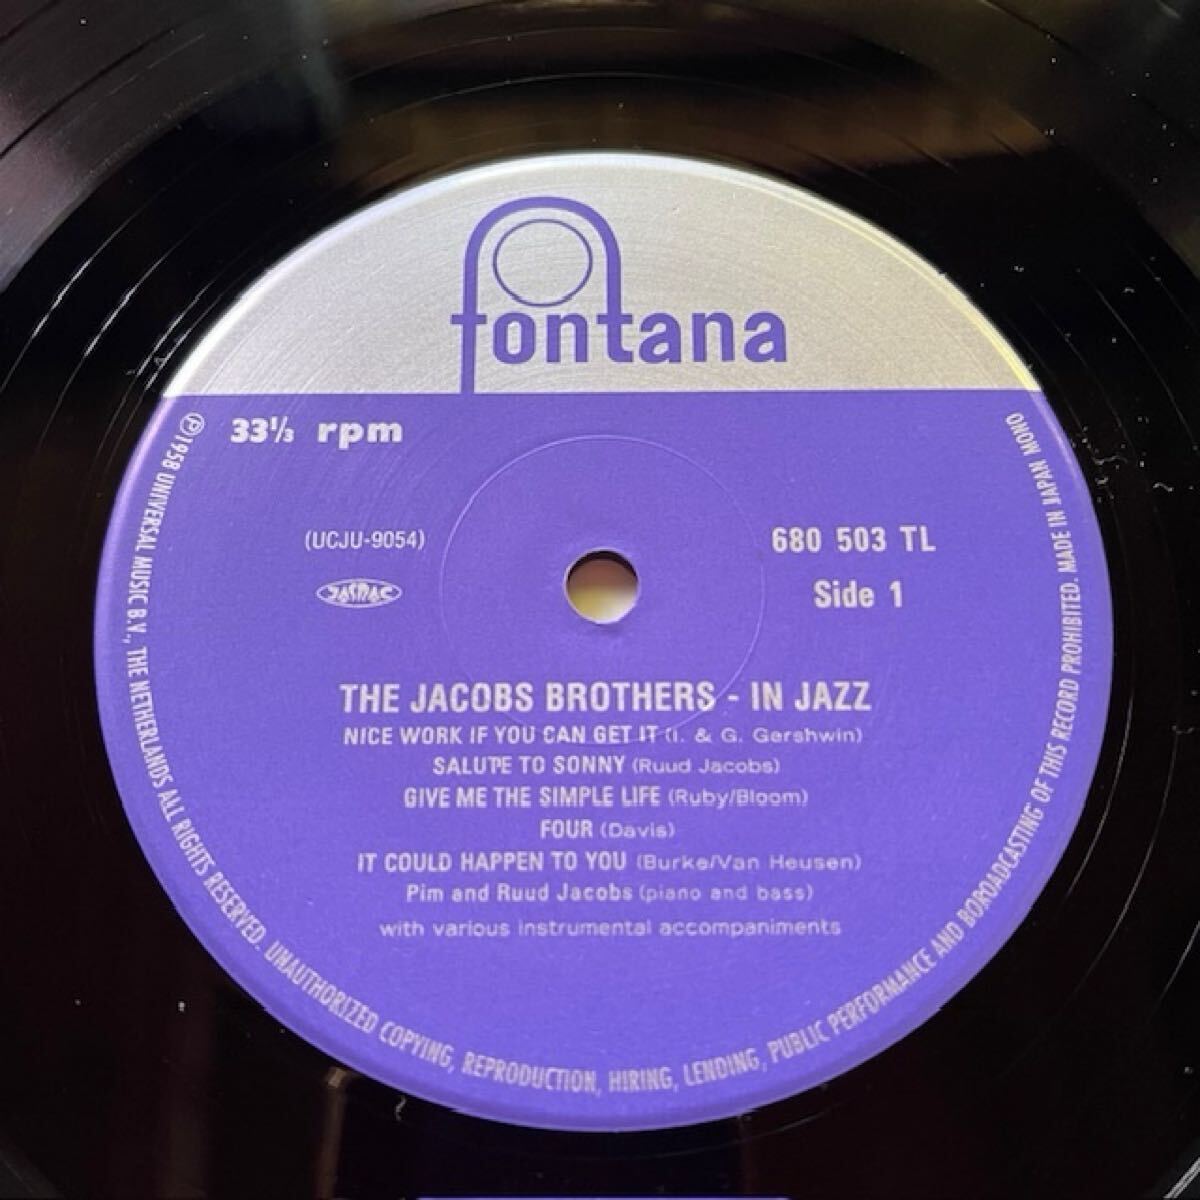 fontana
33⅓ rpm
(UCJU-9054)
680 503 TL
JASRAC
Side 1
THE JACOBS BROTHERS - IN JAZZ
NICE WORK IF YOU CAN GET IT (I. & G. Gershwin)
SALUTE TO SONNY (Ruud Jacobs)
GIVE ME THE SIMPLE LIFE (Ruby/Bloom)
FOUR (Davis)
IT COULD HAPPEN TO YOU (Burke/Van Heusen)
Pim and Ruud Jacobs (piano and bass)
with various instrumental accompaniments
℗1958 UNIVERSAL MUSIC B.V., THE NETHERLANDS ALL RIGHTS RESERVED. UNAUTHORIZED COPYING, REPRODUCTION, HIRING, LENDING, PUBLIC PERFORMANCE AND BOROADCASTING OF THIS RECORD PROHIBITED. MADE IN JAPAN MONO